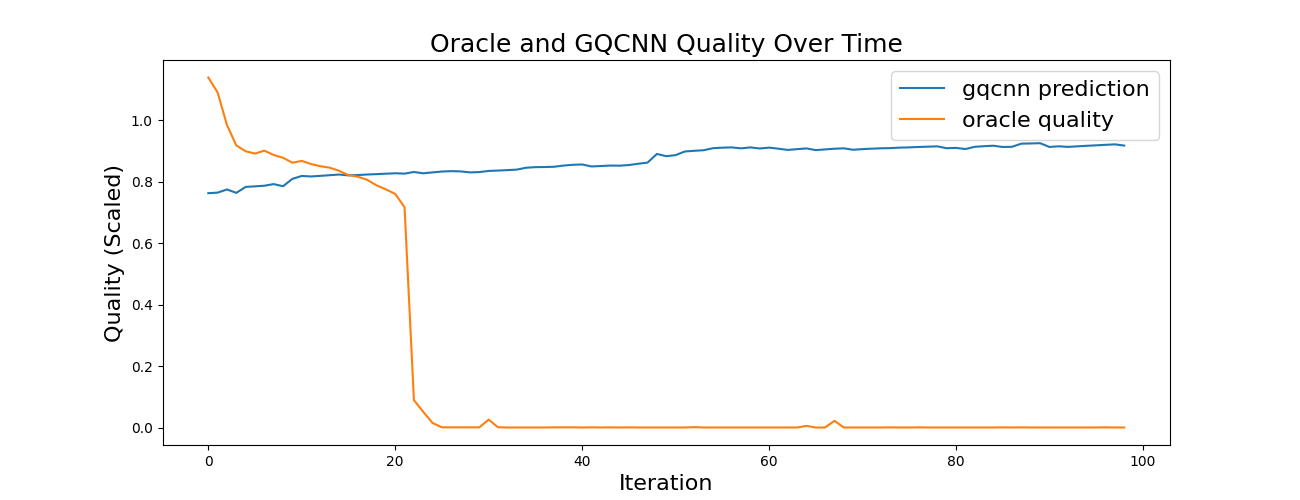 Oracle and GQCNN Quality Over Time
gqcnn prediction
oracle quality
Quality (Scaled)
1.0
0.8
0.6
0.4
0.2
0.0
0 20 40 60 80 100
Iteration